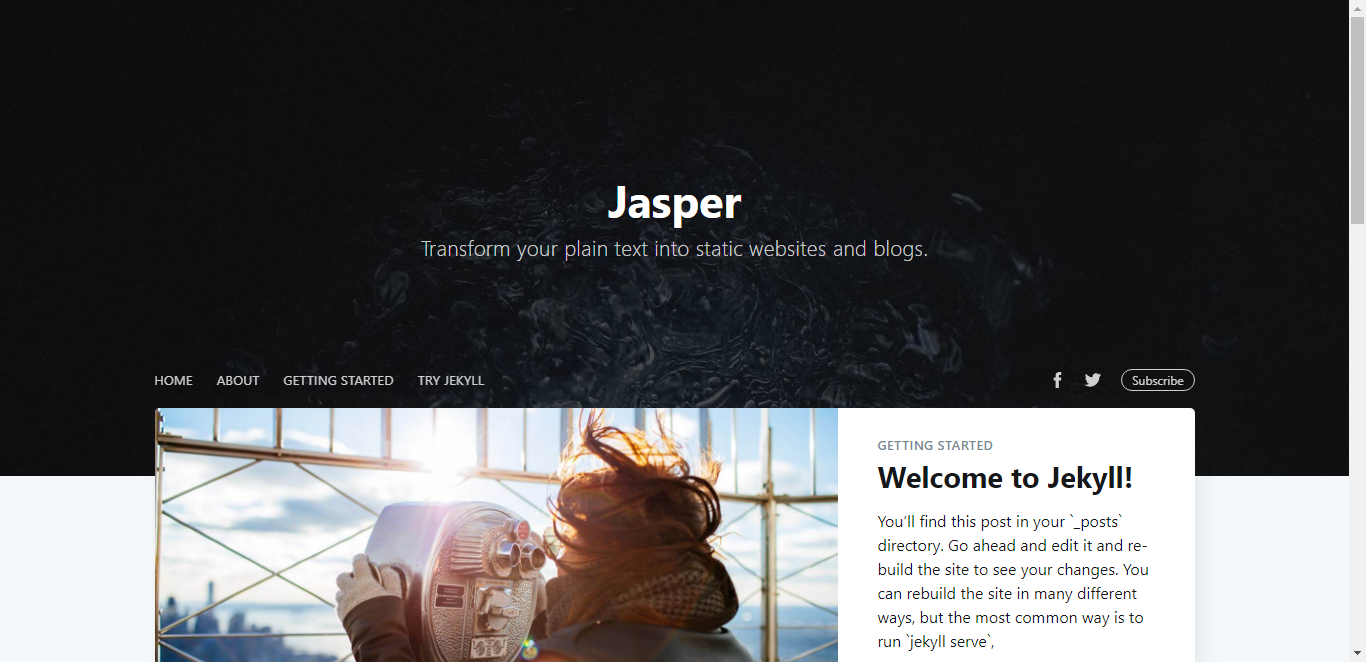 Jasper
Transform your plain text into static websites and blogs.
HOME ABOUT GETTING STARTED TRY JEKYLL Subscribe
GETTING STARTED
Welcome to Jekyll!
You’ll find this post in your `_posts`
directory. Go ahead and edit it and re-
build the site to see your changes. You
can rebuild the site in many different
ways, but the most common way is to
run `jekyll serve`,